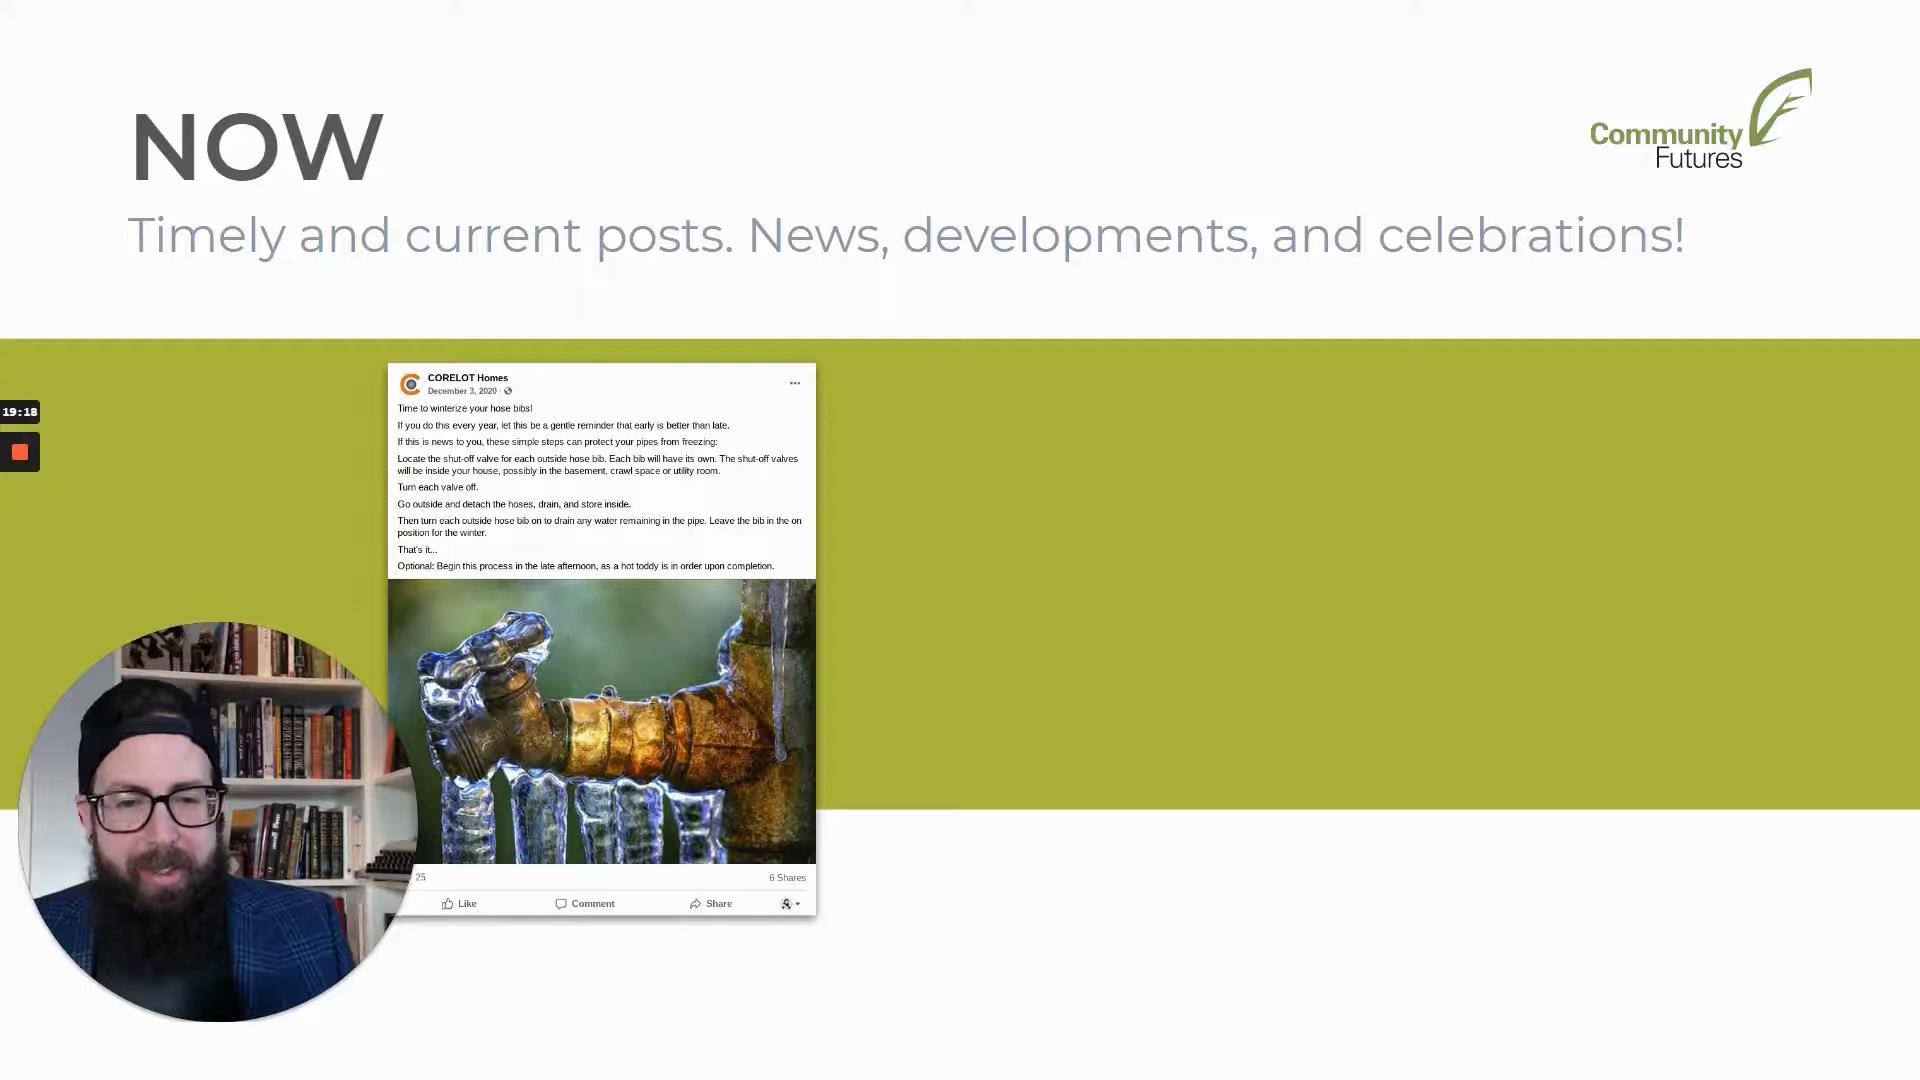 NOW
Community
Futures
Timely and current posts. News, developments, and celebrations!
19:18
CORELOT Homes
December 3, 2020 ·
Time to winterize your hose bibs!
If you do this every year, let this be a gentle reminder that early is better than late.
If this is news to you, these simple steps can protect your pipes from freezing:
Locate the shut-off valve for each outside hose bib. Each bib will have its own. The shut-off valves
will be inside your house, possibly in the basement, crawl space or utility room.
Turn each valve off.
Go outside and detach the hoses, drain, and store inside.
Then turn each outside hose bib on to drain any water remaining in the pipe. Leave the bib in the on
position for the winter.
That's it...
Optional: Begin this process in the late afternoon, as a hot toddy is in order upon completion.
25
6 Shares
Like
Comment
Share